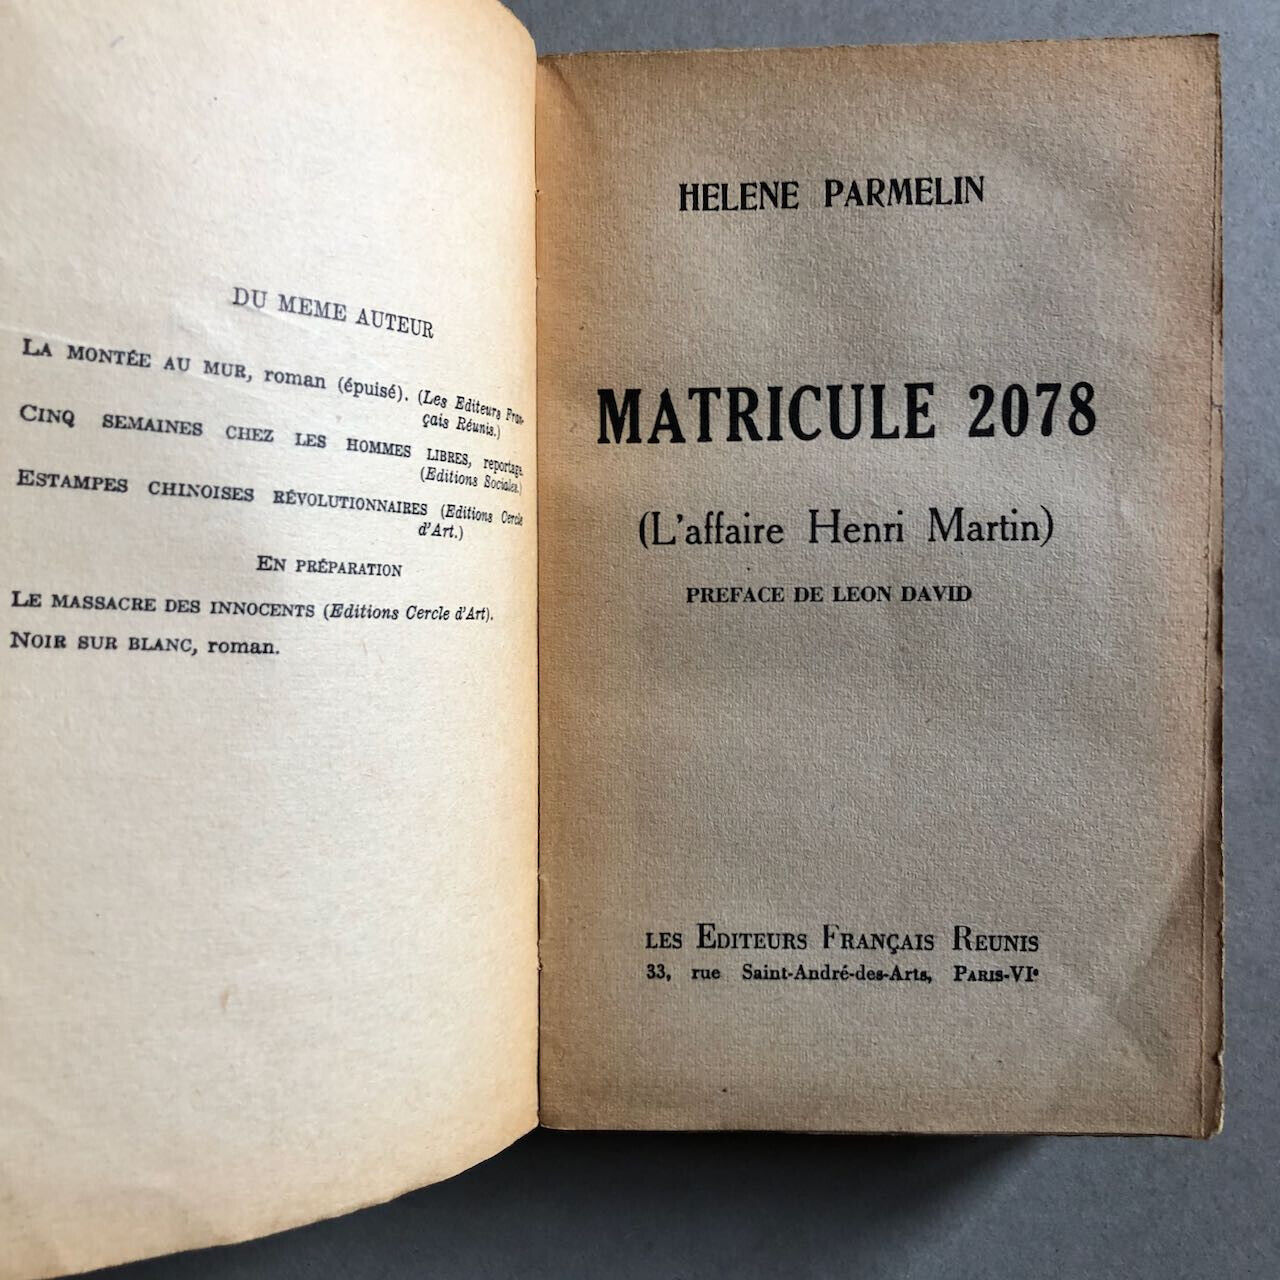 DU MEME AUTEUR
LA MONTÉE AU MUR, roman (épuisé). (Les Editeurs Fran-
çais Réunis.)
CINQ SEMAINES CHEZ LES HOMMES LIBRES, reportage.
(Editions Sociales.)
ESTAMPES CHINOISES RÉVOLUTIONNAIRES (Editions Cercle
d'Art.)
EN PRÉPARATION
LE MASSACRE DES INNOCENTS (Editions Cercle d'Art).
NOIR SUR BLANC, roman.
HELENE PARMELIN
MATRICULE 2078
(L'affaire Henri Martin)
PREFACE DE LEON DAVID
LES EDITEURS FRANÇAIS REUNIS
33, rue Saint-André-des-Arts, PARIS-VIe